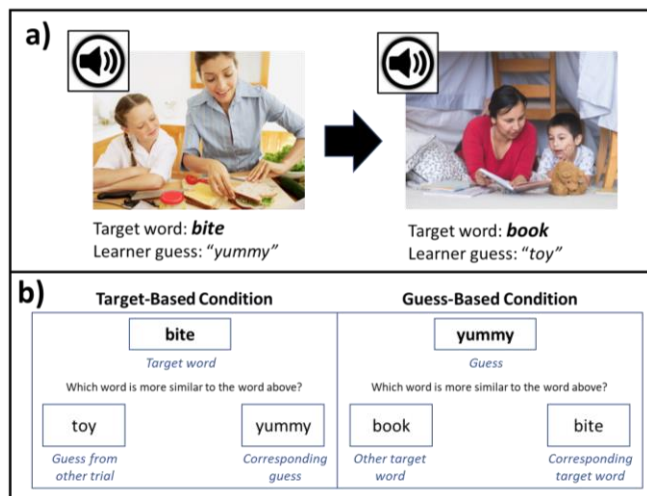 a)
Target word: bite
Learner guess: "yummy"
Target word: book
Learner guess: "toy"
b)
Target-Based Condition
bite
Target word
Which word is more similar to the word above?
toy
yummy
Guess from
other trial
Corresponding
guess
Guess-Based Condition
yummy
Guess
Which word is more similar to the word above?
book
bite
Other target
word
Corresponding
target word